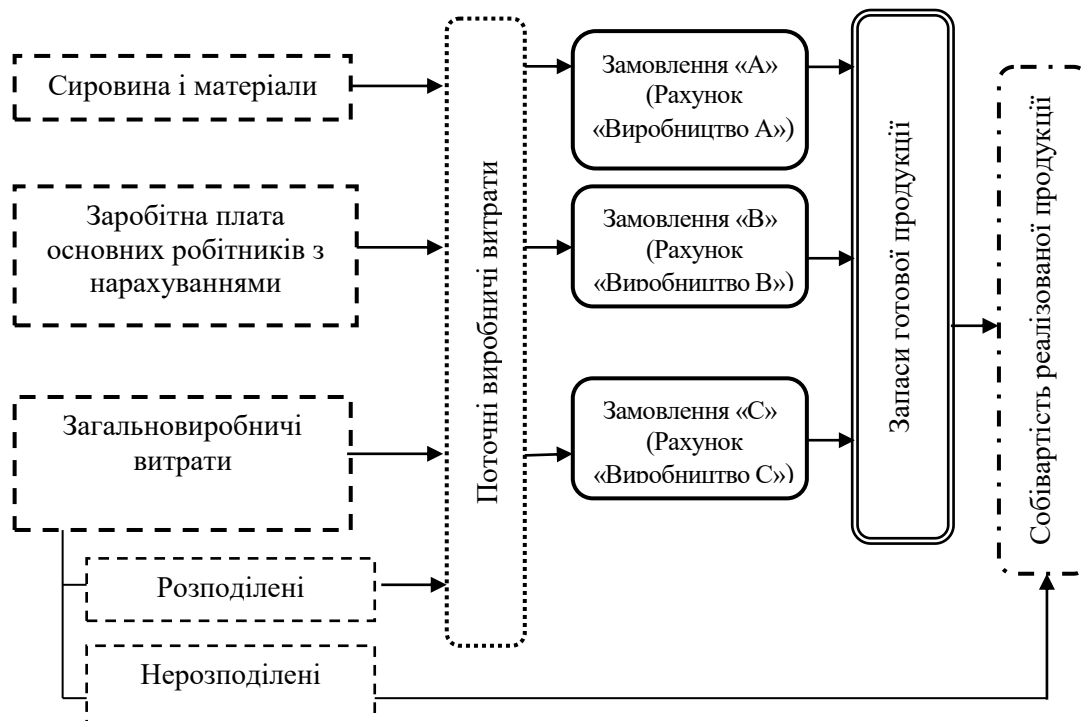 Сировина і матеріали
Заробітна плата
основних робітників з
нарахуваннями
Загальновиробничі
витрати
Розподілені
Нерозподілені
Поточні виробничі витрати
Замовлення «А»
(Рахунок
«Виробництво А»)
Замовлення «В»
(Рахунок
«Виробництво В»)
Замовлення «С»
(Рахунок
«Виробництво С»)
Запаси готової продукції
Собівартість реалізованої продукції